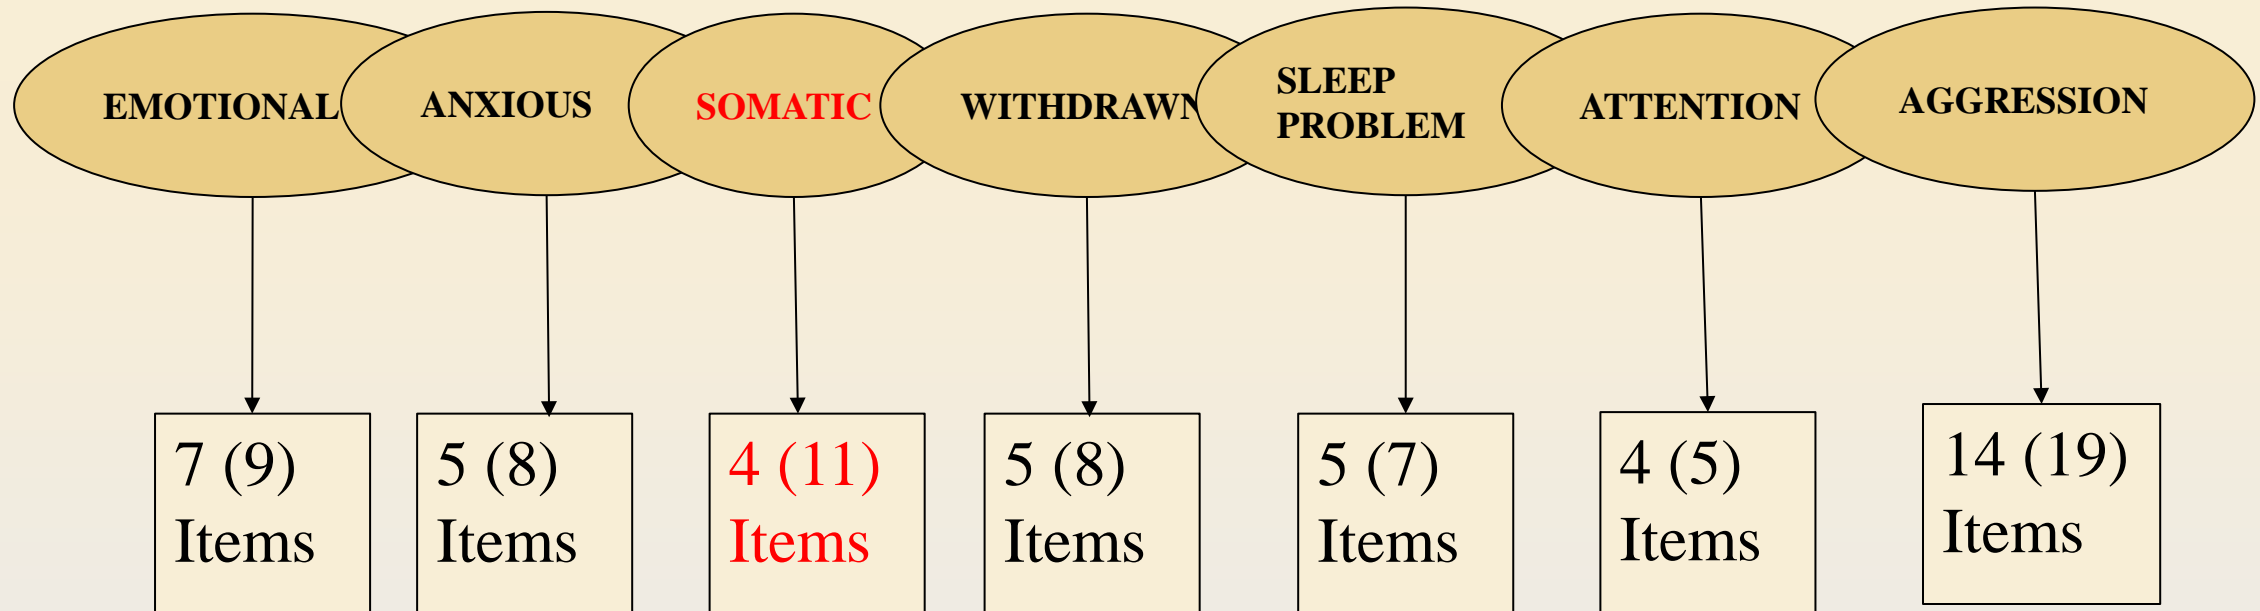 EMOTIONAL
ANXIOUS
SOMATIC
WITHDRAWN
SLEEP
PROBLEM
ATTENTION
AGGRESSION
7 (9)
Items
5 (8)
Items
4 (11)
Items
5 (8)
Items
5 (7)
Items
4 (5)
Items
14 (19)
Items